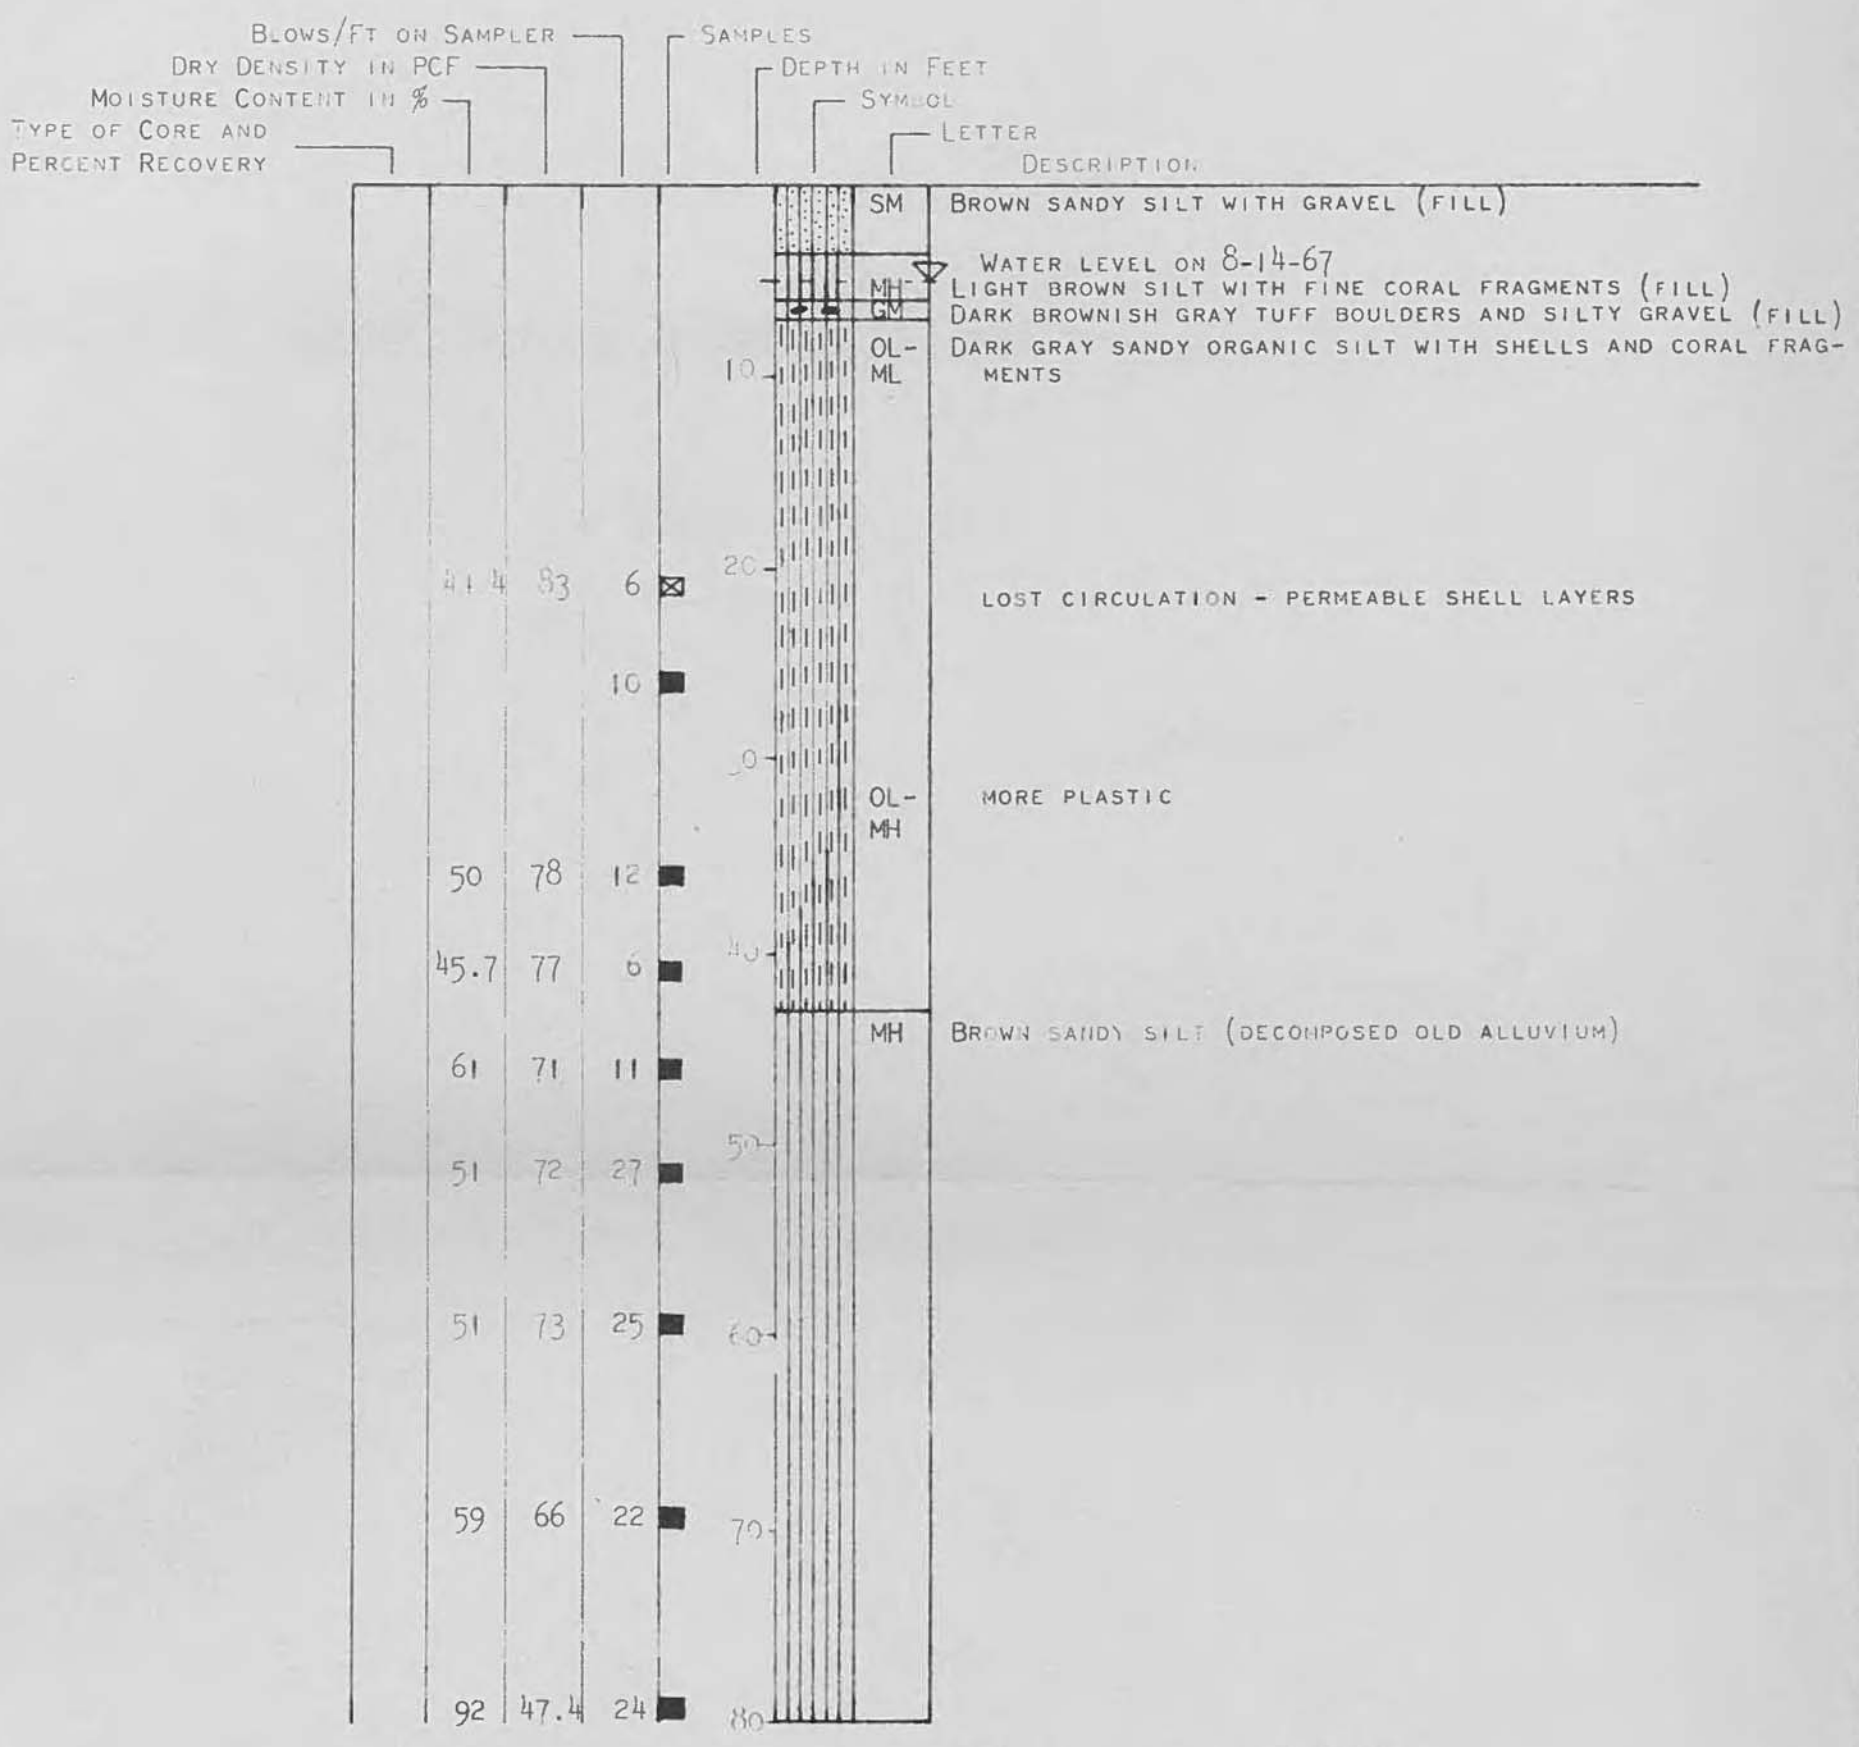 BLOWS/FT ON SAMPLER
SAMPLES
DRY DENSITY IN PCF
DEPTH IN FEET
MOISTURE CONTENT IN %
SYMBOL
TYPE OF CORE AND
PERCENT RECOVERY
LETTER
DESCRIPTION
SM BROWN SANDY SILT WITH GRAVEL (FILL)
WATER LEVEL ON 8-14-67
MH- LIGHT BROWN SILT WITH FINE CORAL FRAGMENTS (FILL)
GM DARK BROWNISH GRAY TUFF BOULDERS AND SILTY GRAVEL (FILL)
OL- DARK GRAY SANDY ORGANIC SILT WITH SHELLS AND CORAL FRAG-
10 ML MENTS
20
41 4 83 6 LOST CIRCULATION - PERMEABLE SHELL LAYERS
10
0
OL- MORE PLASTIC
MH
50 78 12
40
45.7 77 6
MH BROWN SANDY SILT (DECOMPOSED OLD ALLUVIUM)
61 71 11
50
51 72 27
51 73 25
60
59 66 22
70
92 47.4 24
80